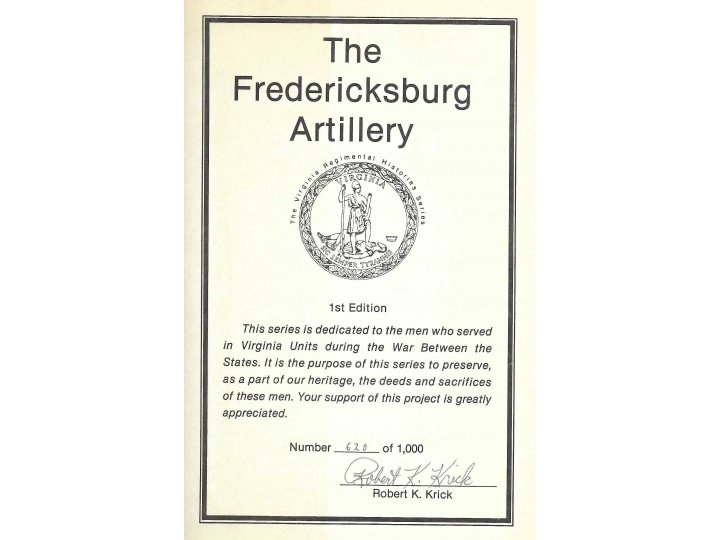 The
Fredericksburg
Artillery
The Virginia Regimental Histories Series
VIRGINIA
SIC SEMPER TYRANNIS
1st Edition
This series is dedicated to the men who served
in Virginia Units during the War Between the
States. It is the purpose of this series to preserve,
as a part of our heritage, the deeds and sacrifices
of these men. Your support of this project is greatly
appreciated.
Number 620 of 1,000
Robert K. Krick
Robert K. Krick